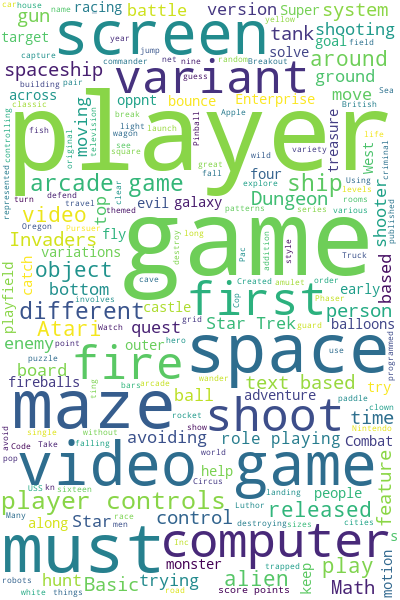 car house
name
yellow
racing
Super
system
gun
battle
version
field
target
year
jump
screen
tank
shooting
capture
commander
net nine
Breakout
goal
random
solve
guess
building
pair
spaceship
variant
around
ground
across
bounce
Enterprise
classic
fish
moving
original
television
break
light
launch
Apple
move
British
Sea
oppnt
wagon
see
square
Pinball
player
treasure
four
wild
variety
Using
life
criminal
controlling
represented
turn
defend
great
fall
explore
levels
rooms
published
arcade game
ship
West
travel
themed
clear
patterns
series
various
video
top
evil
galaxy
Dungeon
shooter
Oregon
Pursuer
Invaders
fly
destroy
long
Truck
variations
cave
addition
style
Pac
game
object
Created
amulet
order
Phaser
playfield
catch
involves
Cop
guard
based
bottom
castle
first
person
early
Atari
different
Watch
grid
hero
Star Trek
programmed
enemy
point
quest
outer
balloons
puzzle
use
fire
space
board
ting
text based
fireballs
bars
arcade
wander
paddle
clown
try
maze
ball
adventure
Nintendo
rocket
time
avoid
single
without
shoot
avoiding
role playing
Combat
pop
Code Take
falling
show
world
Circus
video game
help
uss
kn
sixteen
landing
people
feature
player controls
released
Many
race
men
Luthor
cities
along
Star
control
destroying
sizes
s
must
computer
motion
robots
hunt
Basic
trying
alien
Inc
monster
keep
trapped
play
Math
white
things
road
score points